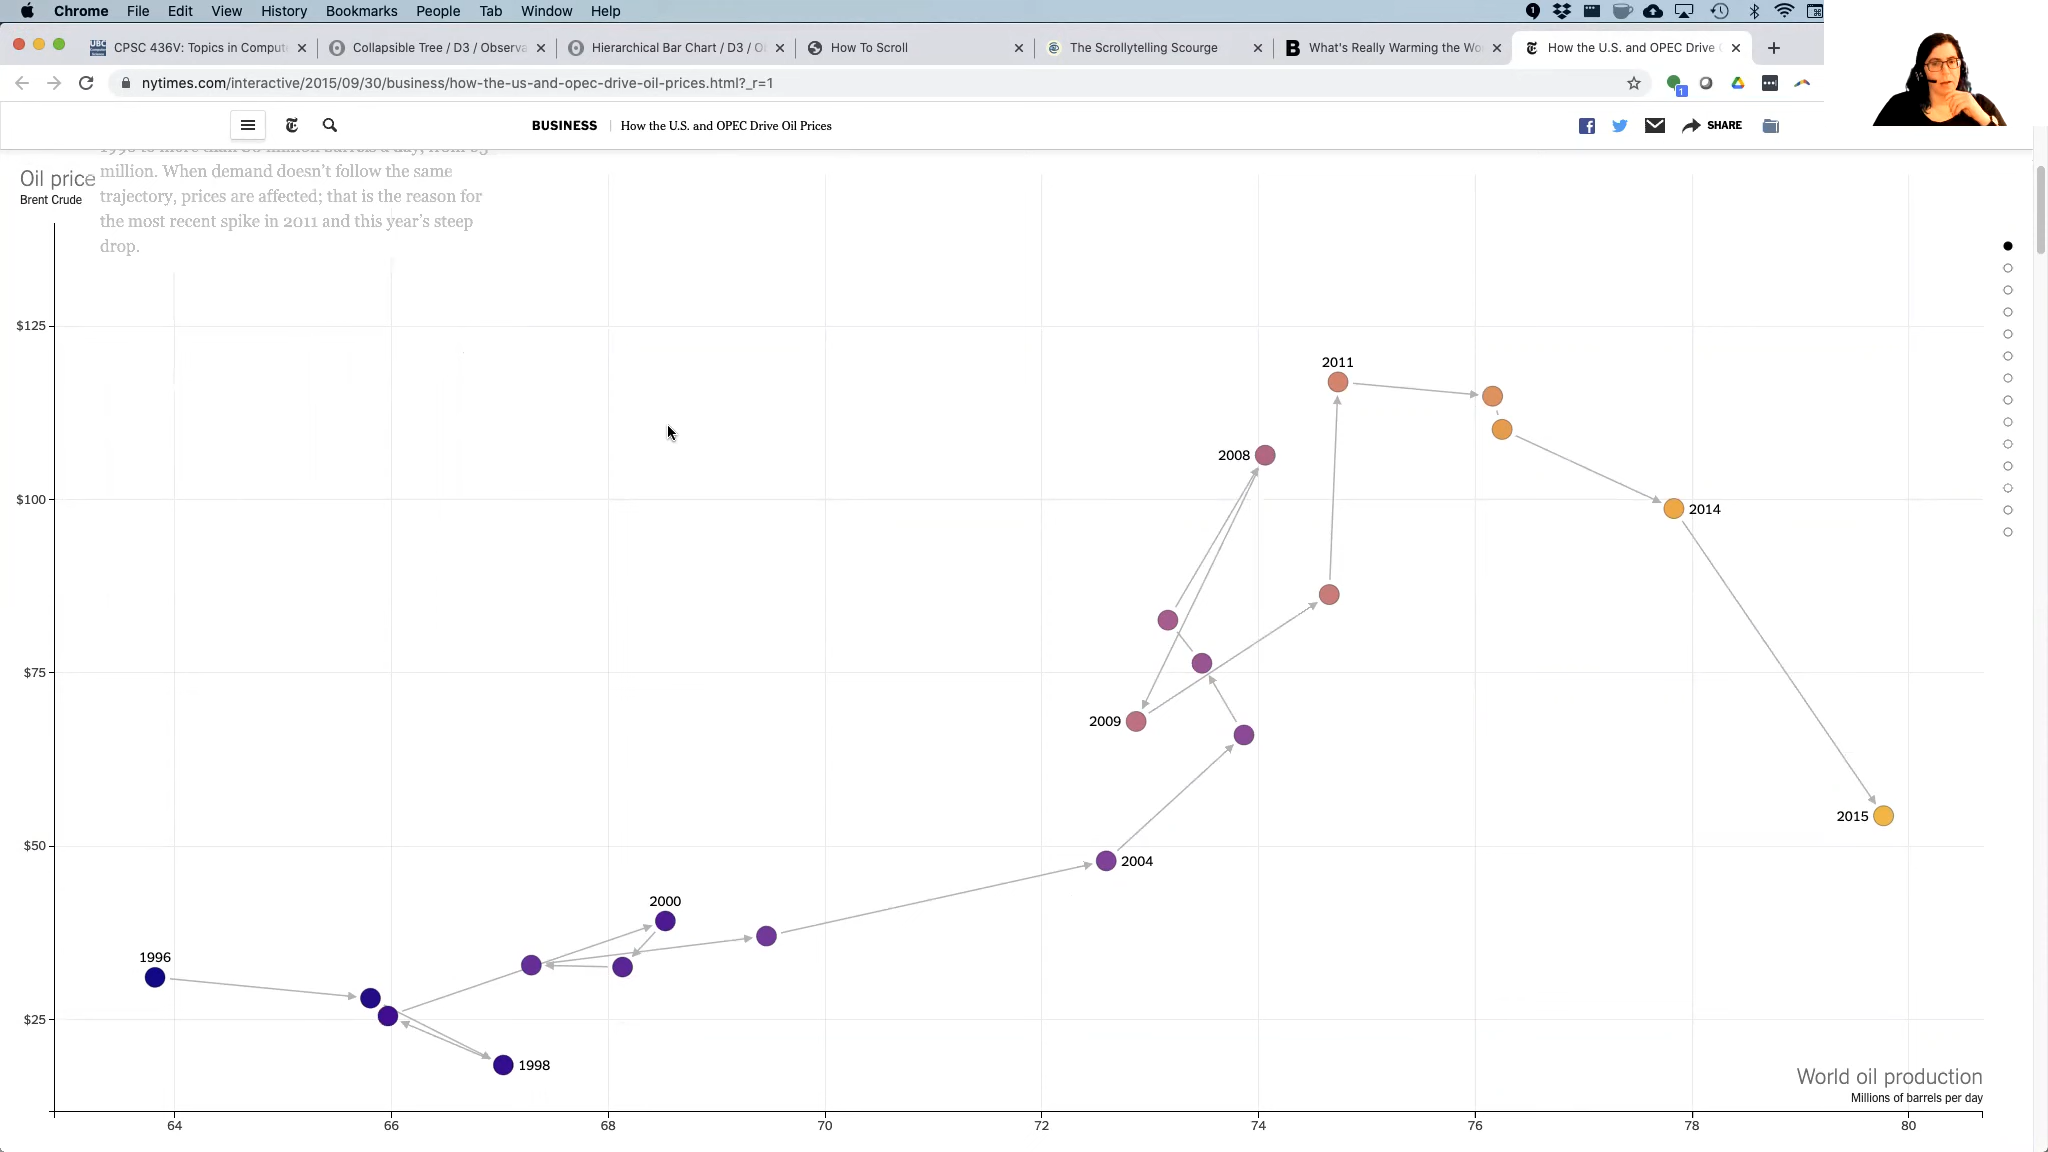 Chrome File Edit View History Bookmarks People Tab Window Help
CPSC 436V: Topics in Comput
Collapsible Tree / D3 / Observa
Hierarchical Bar Chart / D3 / O
How To Scroll
The Scrollytelling Scourge
What's Really Warming the Wo
How the U.S. and OPEC Drive
nytimes.com/interactive/2015/09/30/business/how-the-us-and-opec-drive-oil-prices.html?_r=1
1
BUSINESS How the U.S. and OPEC Drive Oil Prices
SHARE
million. When demand doesn't follow the same
trajectory, prices are affected; that is the reason for
the most recent spike in 2011 and this year's steep
drop.
Oil price
Brent Crude
$125
2011
2008
$100
2014
$75
2009
2015
$50
2004
2000
1996
$25
1998
World oil production
Millions of barrels per day
64 66 68 70 72 74 76 78 80